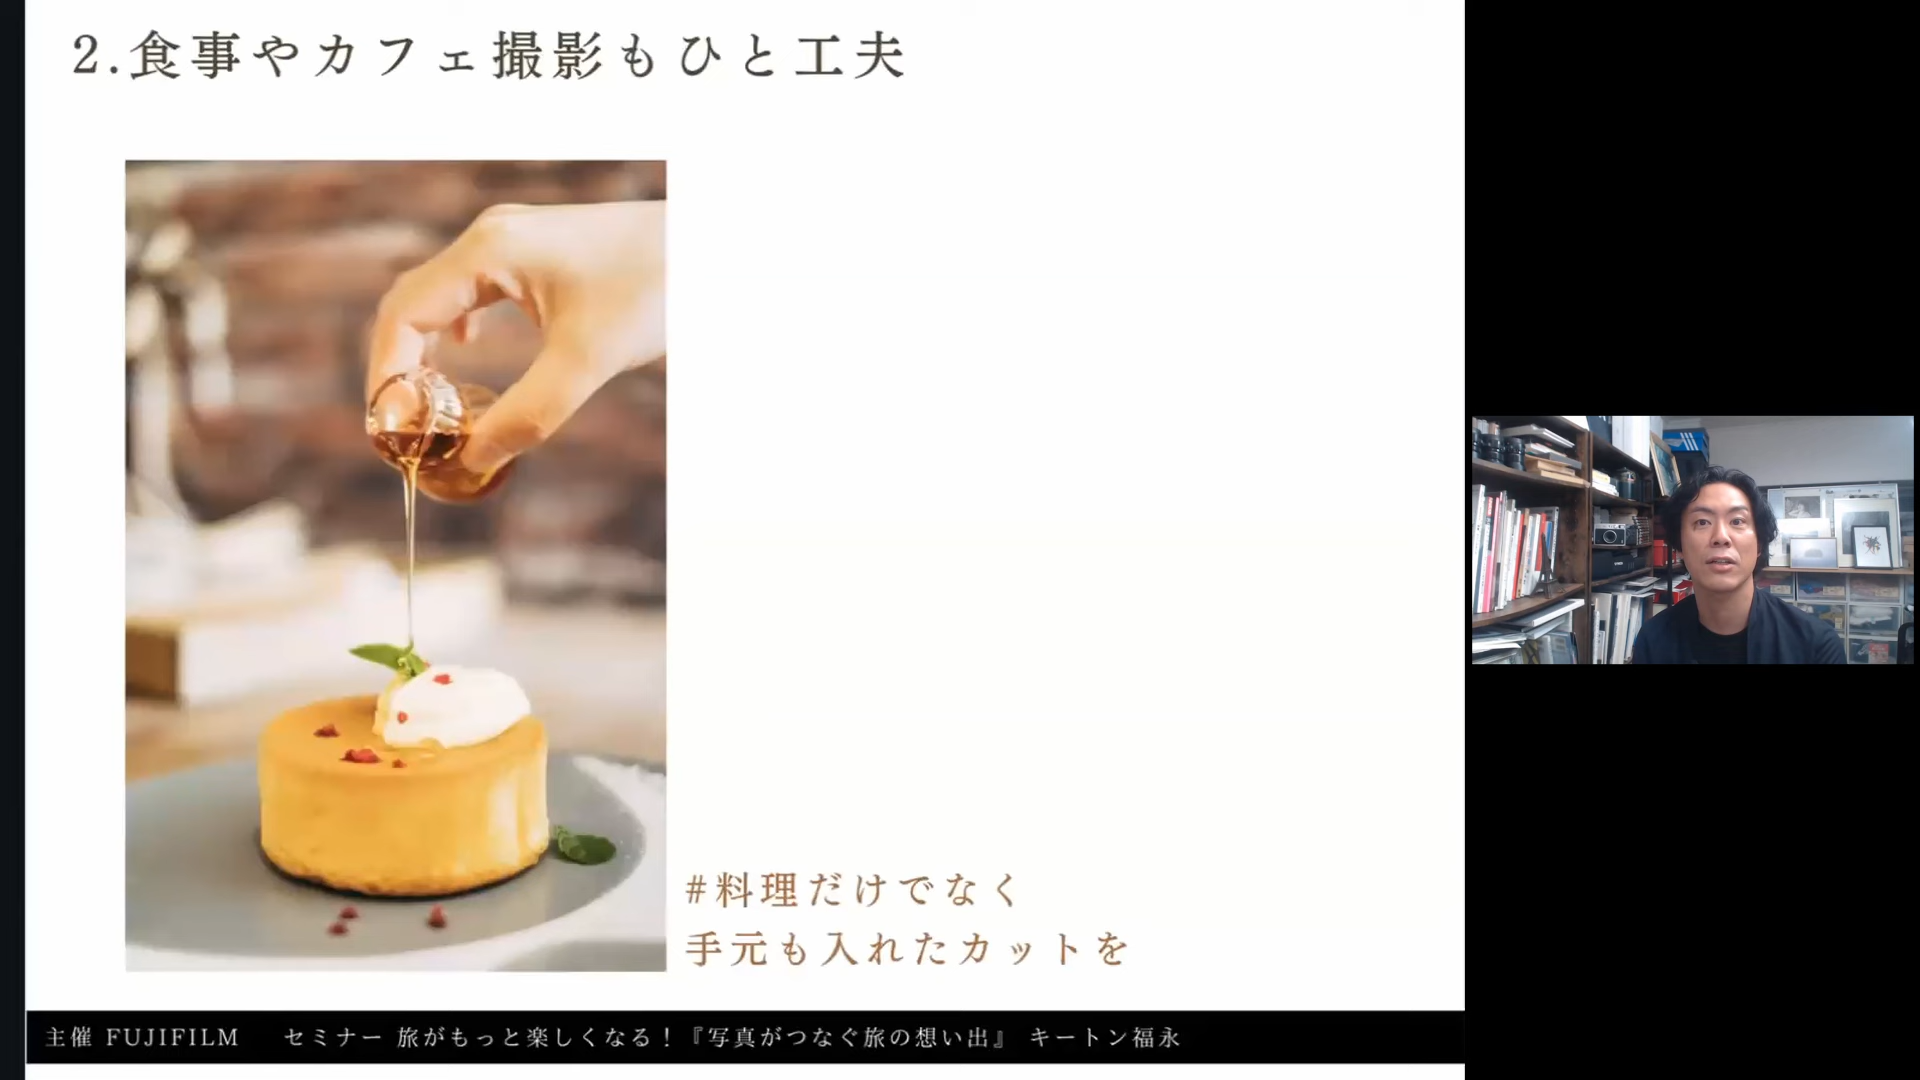 2.食事やカフェ撮影もひと工夫
#料理だけでなく
手元も入れたカットを
主催 FUJIFILM セミナー 旅がもっと楽しくなる！『写真がつなぐ旅の想い出』 キートン福永